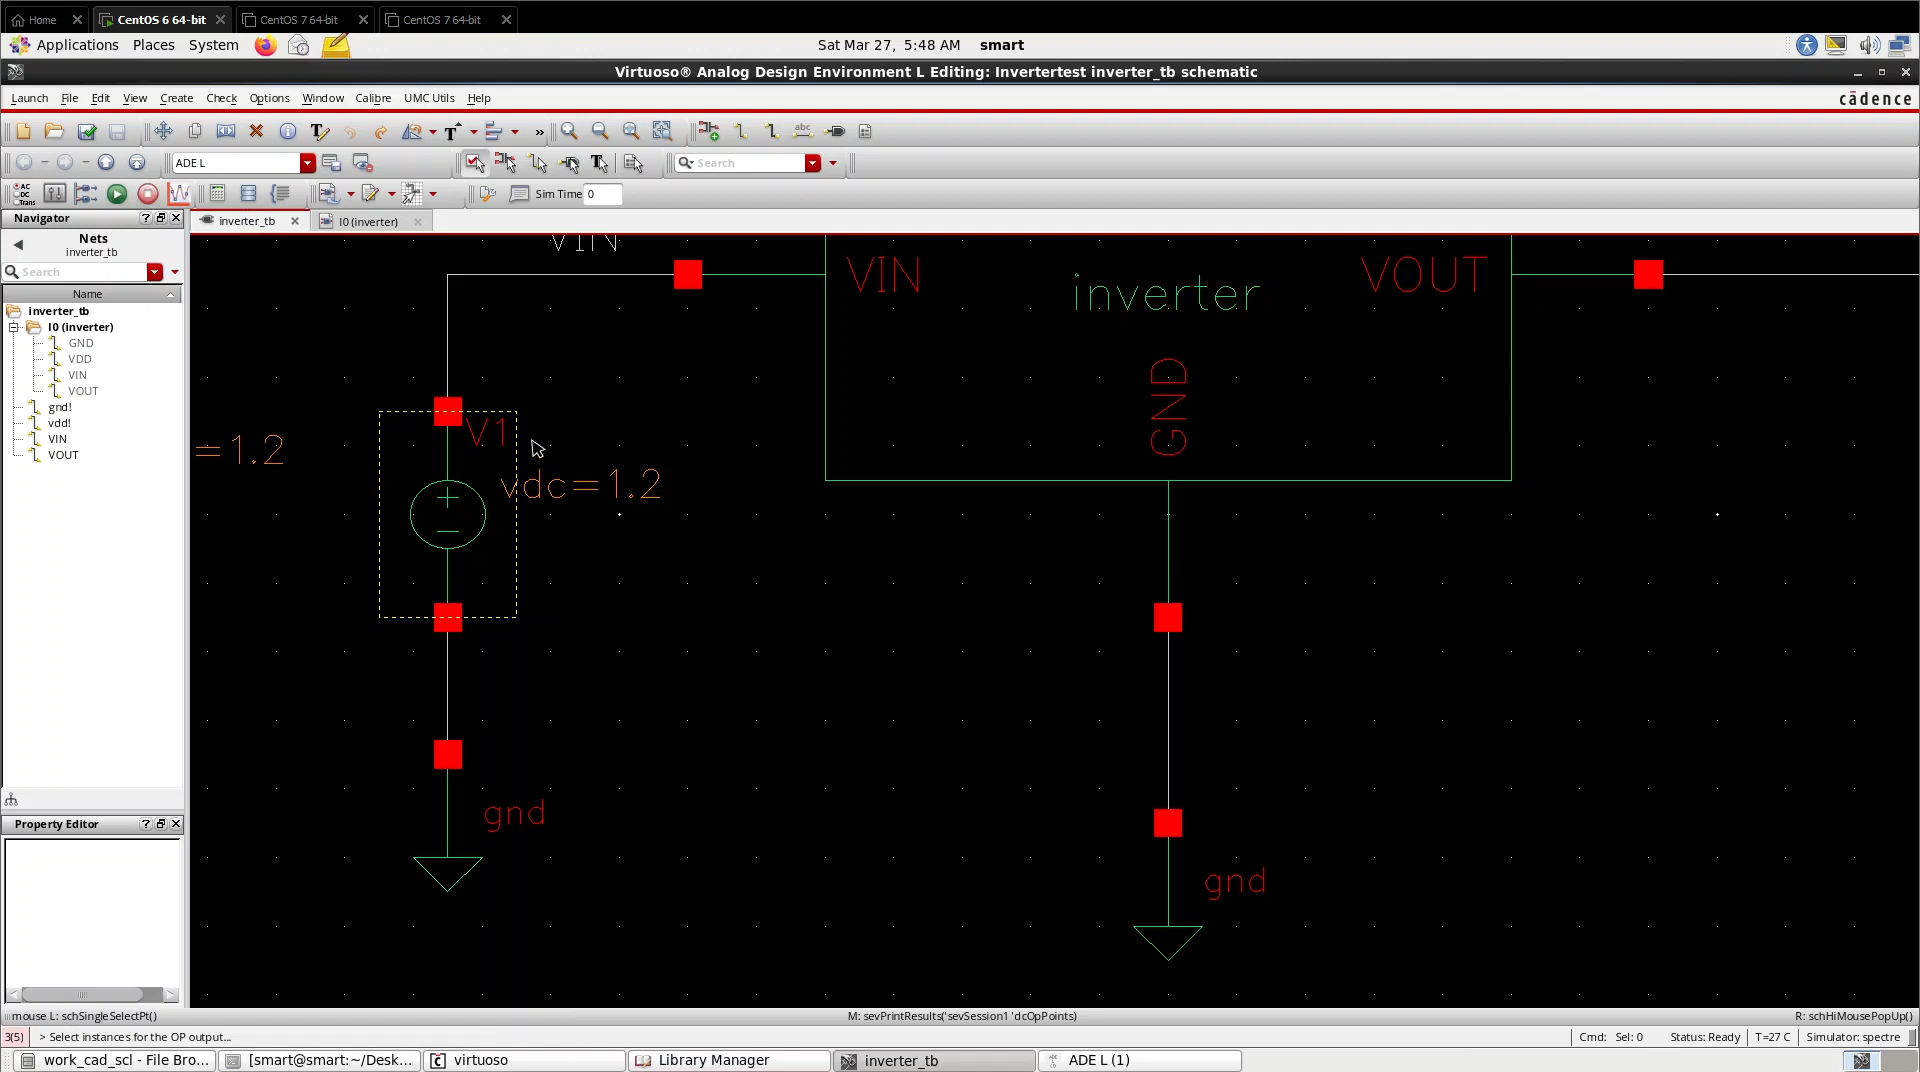 Home
CentOS 6 64-bit
CentOS 7 64-bit
CentOS 7 64-bit
Applications Places System
Sat Mar 27, 5:48 AM smart
Virtuoso® Analog Design Environment L Editing: Invertertest inverter_tb schematic
Launch File Edit View Create Check Options Window Calibre UMC Utils Help
cādence
abc
ADE L
Search
AC
DC
Trans
Sim Time 0
Navigator
inverter_tb
I0 (inverter)
Nets
inverter_tb
Search
Name
inverter_tb
I0 (inverter)
GND
VDD
VIN
VOUT
gnd!
vdd!
VIN
VOUT
VIN
VIN
inverter
VOUT
GND
V1
=1.2
vdc=1.2
gnd
gnd
Property Editor
mouse L: schSingleSelectPt()
M: sevPrintResults('sevSession1 'dcOpPoints)
R: schHiMousePopUp()
3(5)
> Select instances for the OP output...
Cmd: Sel: 0
Status: Ready
T=27 C
Simulator: spectre
work_cad_scl - File Bro...
[smart@smart:~/Desk...
virtuoso
Library Manager
inverter_tb
ADE L (1)